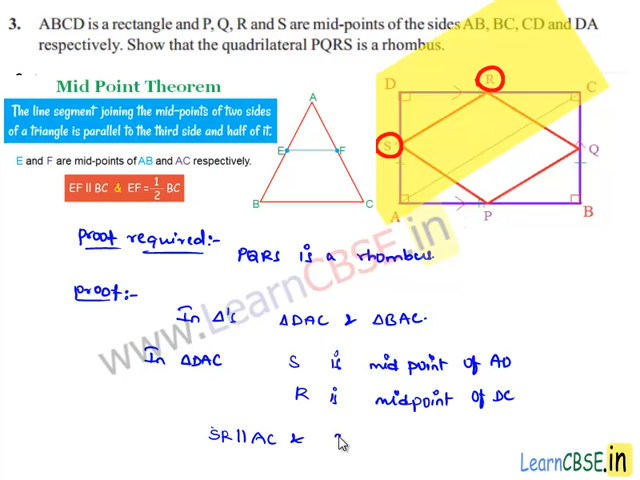 3. ABCD is a rectangle and P, Q, R and S are mid-points of the sides AB, BC, CD and DA
respectively. Show that the quadrilateral PQRS is a rhombus.
Mid Point Theorem
The line segment joining the mid-points of two sides
of a triangle is parallel to the third side and half of it.
E and F are mid-points of AB and AC respectively.
EF || BC & EF = 1/2 BC
A
E
F
B
C
D
R
C
S
Q
A
P
B
Proof required:-
PQRS is a rhombus
Proof:-
In Δ's ΔDAC & ΔBAC.
In ΔDAC S is mid point of AD
R is midpoint of DC
SR || AC &
www.LearnCBSE.in
LearnCBSE.in